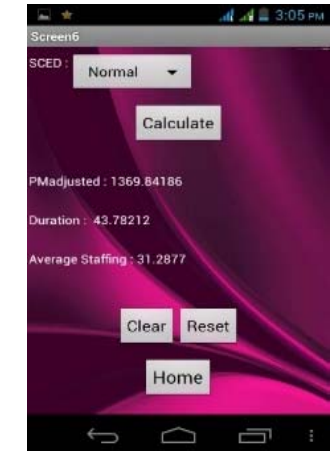 3:05 PM
Screen6
SCED : Normal
Calculate
PMadjusted : 1369.84186
Duration : 43.78212
Average Staffing : 31.2877
Clear Reset
Home